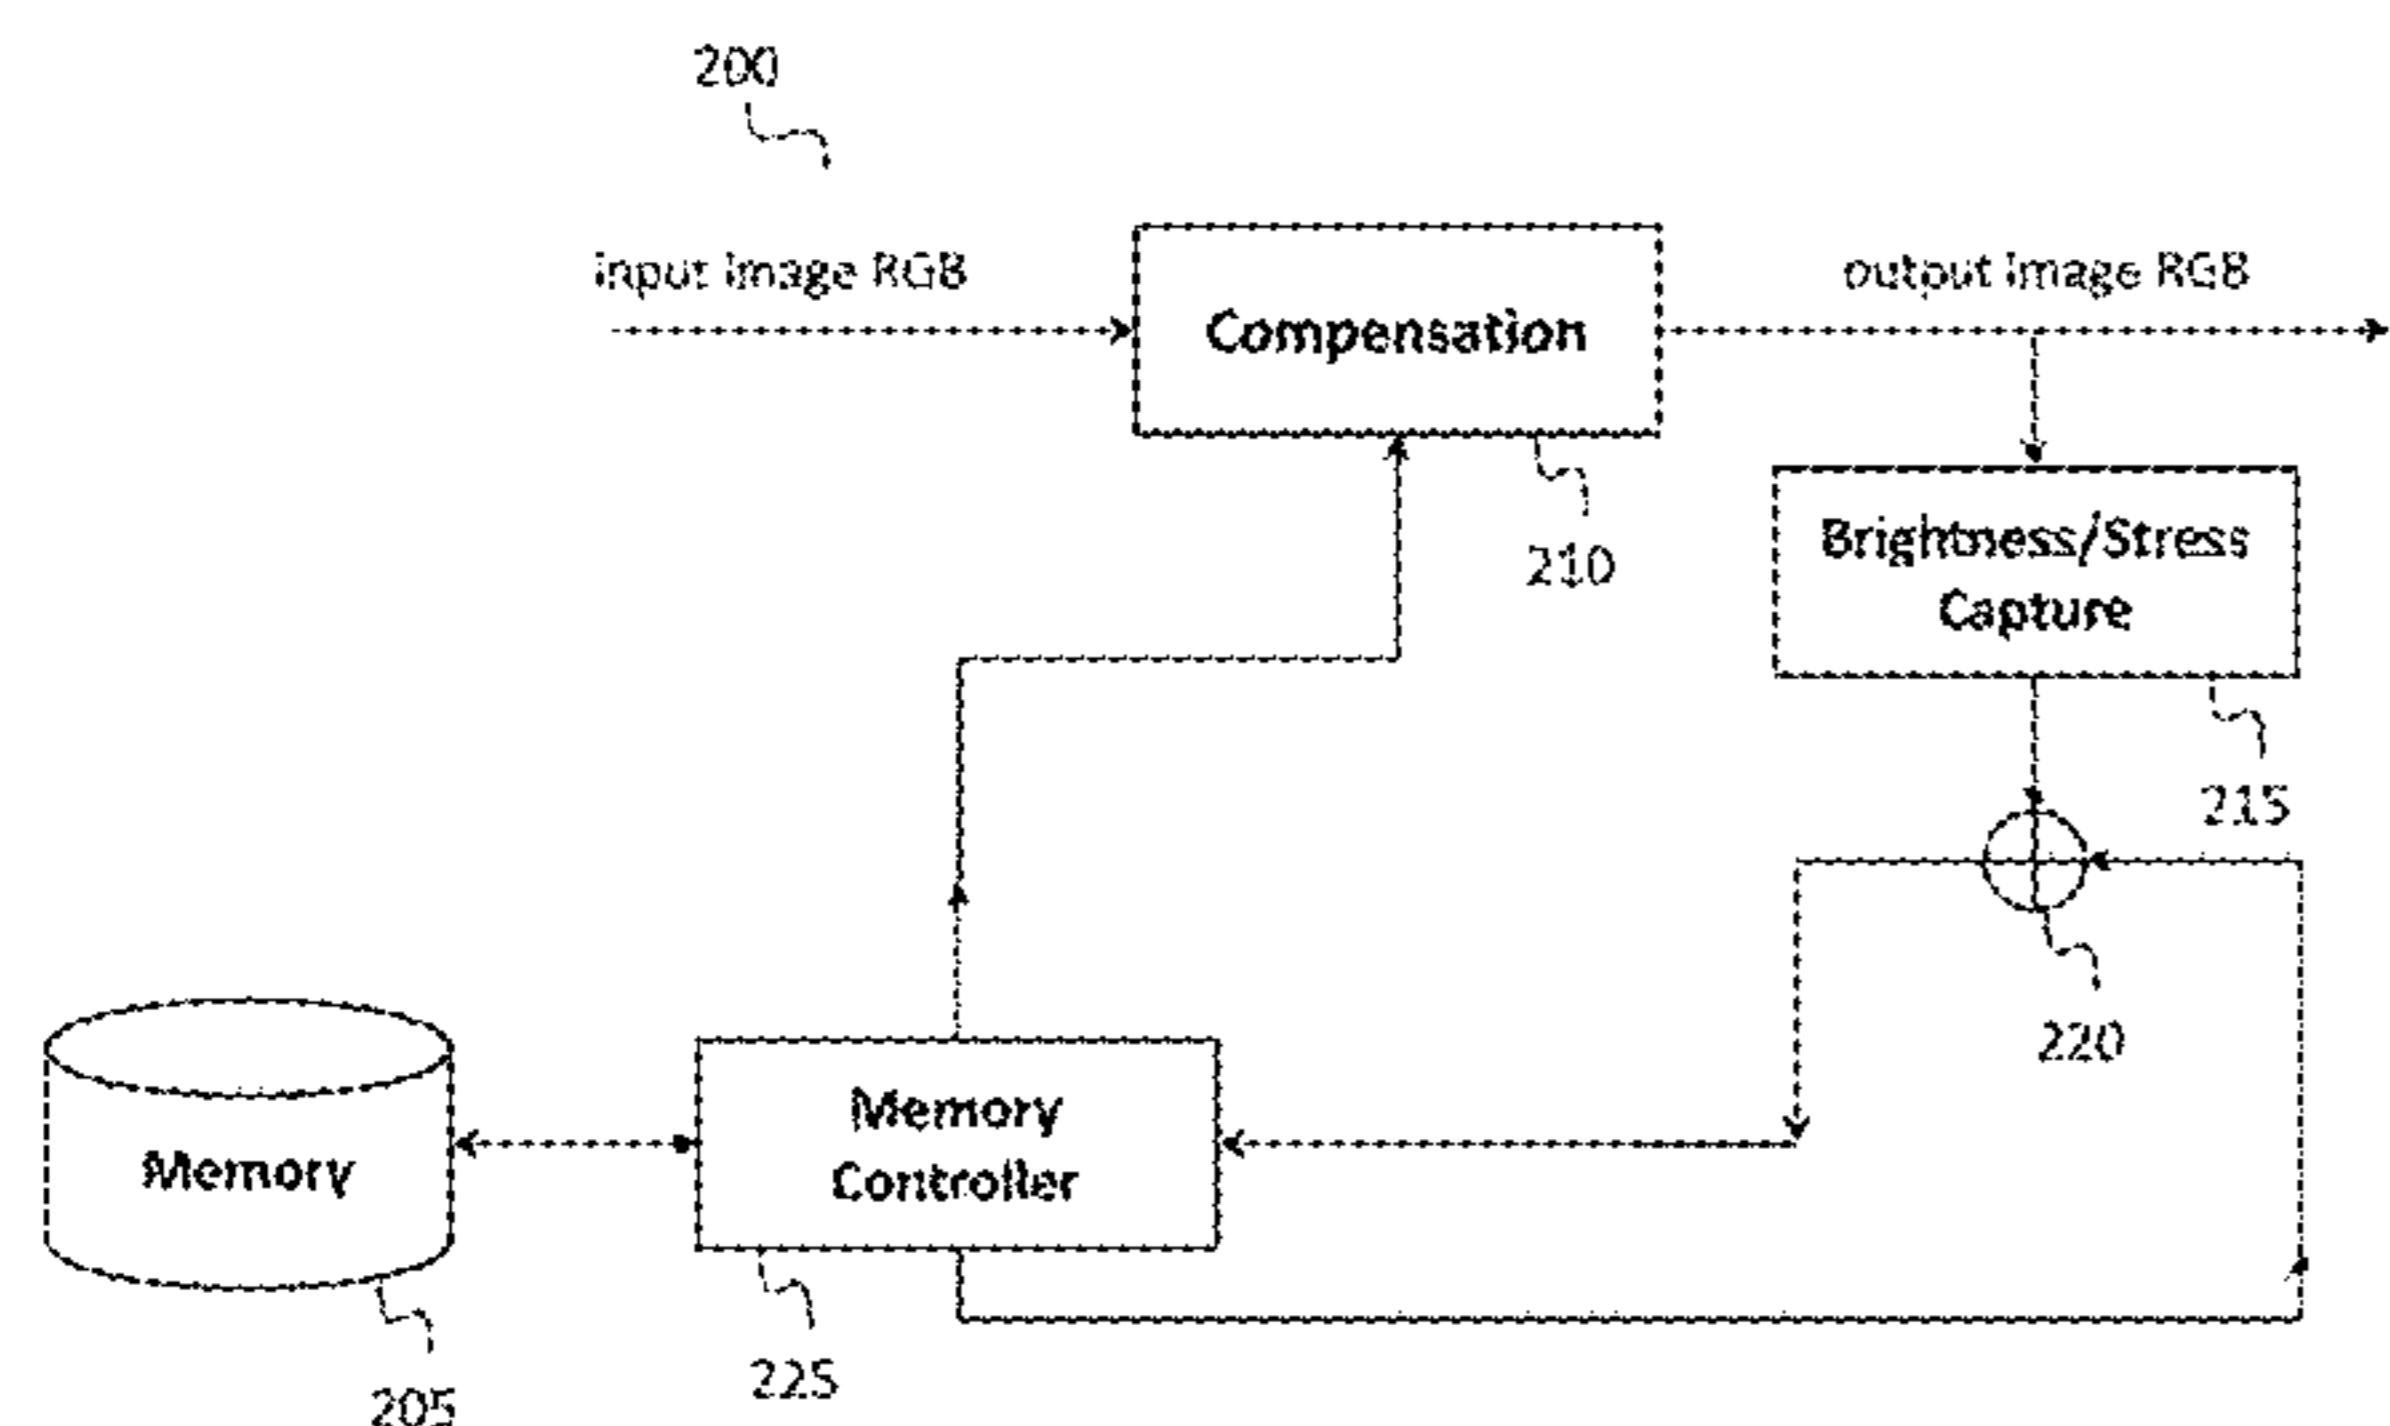 200
input image RGB
Compensation
output image RGB
210
Brightness/Stress
Capture
215
220
Memory
Memory
Controller
225
205